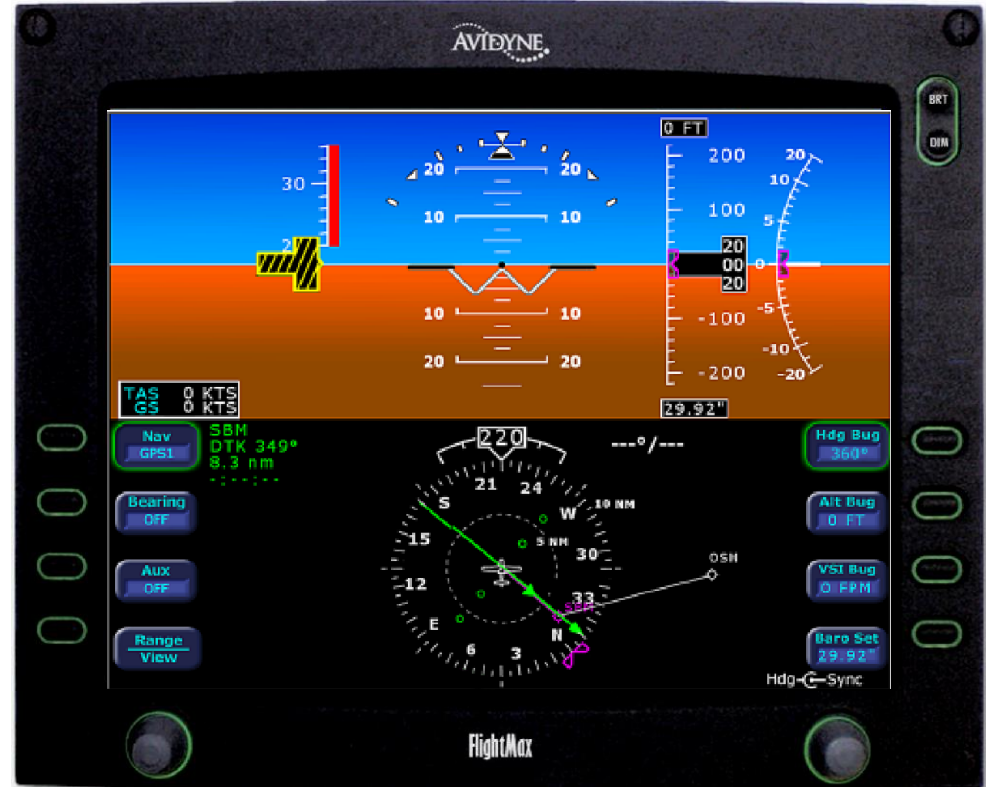 AVIDYNE
BRT
DIM
0 FT
30
2
20 20
10 10
10 10
20 20
200
100
20
00
20
-100
-200
20
10
5
0
-5
-10
-20
TAS 0 KTS
GS 0 KTS
29.92"
Nav
GPS1
SBM
DTK 349°
8.3 nm
-:--:--
220
---°/---
Hdg Bug
360°
Bearing
OFF
Alt Bug
0 FT
Aux
OFF
VSI Bug
0 FPM
Range
View
Baro Set
29.92"
S
21
24
W
30
33
N
3
6
E
12
15
10 NM
5 NM
OSH
SBM
Hdg Sync
FlightMax